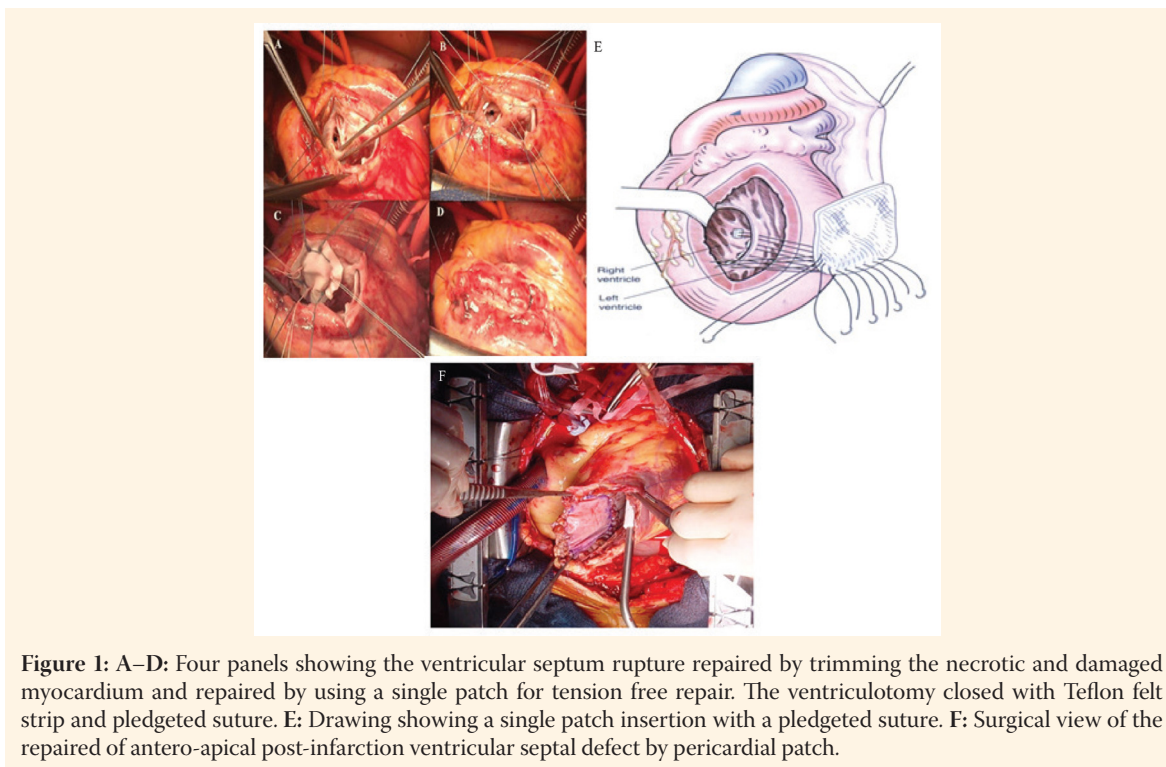 A
B
E
C
D
Right
ventricle
Left
ventricle
F
Figure 1: A–D: Four panels showing the ventricular septum rupture repaired by trimming the necrotic and damaged
myocardium and repaired by using a single patch for tension free repair. The ventriculotomy closed with Teflon felt
strip and pledgeted suture. E: Drawing showing a single patch insertion with a pledgeted suture. F: Surgical view of the
repaired of antero-apical post-infarction ventricular septal defect by pericardial patch.